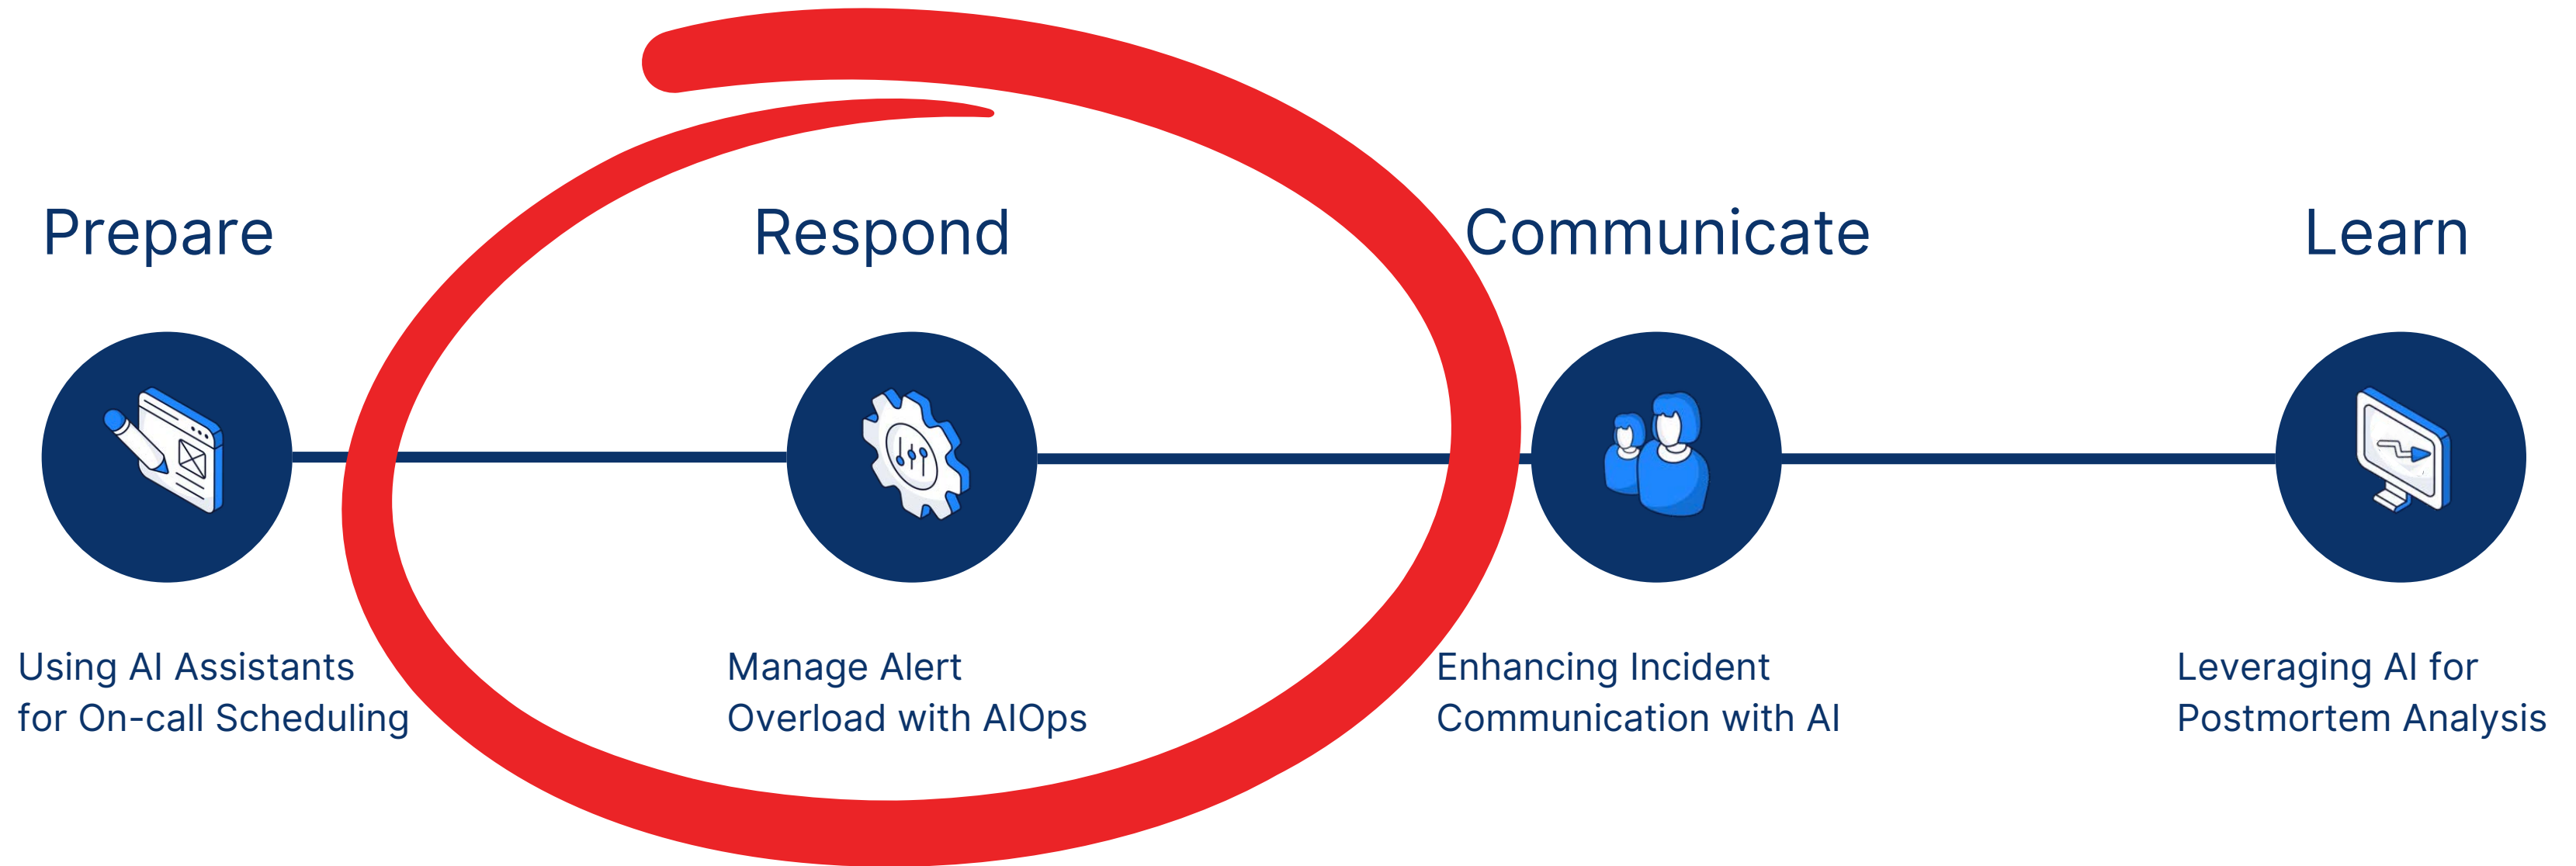 Prepare
Respond
Communicate
Learn
Using AI Assistants
for On-call Scheduling
Manage Alert
Overload with AIOps
Enhancing Incident
Communication with AI
Leveraging AI for
Postmortem Analysis